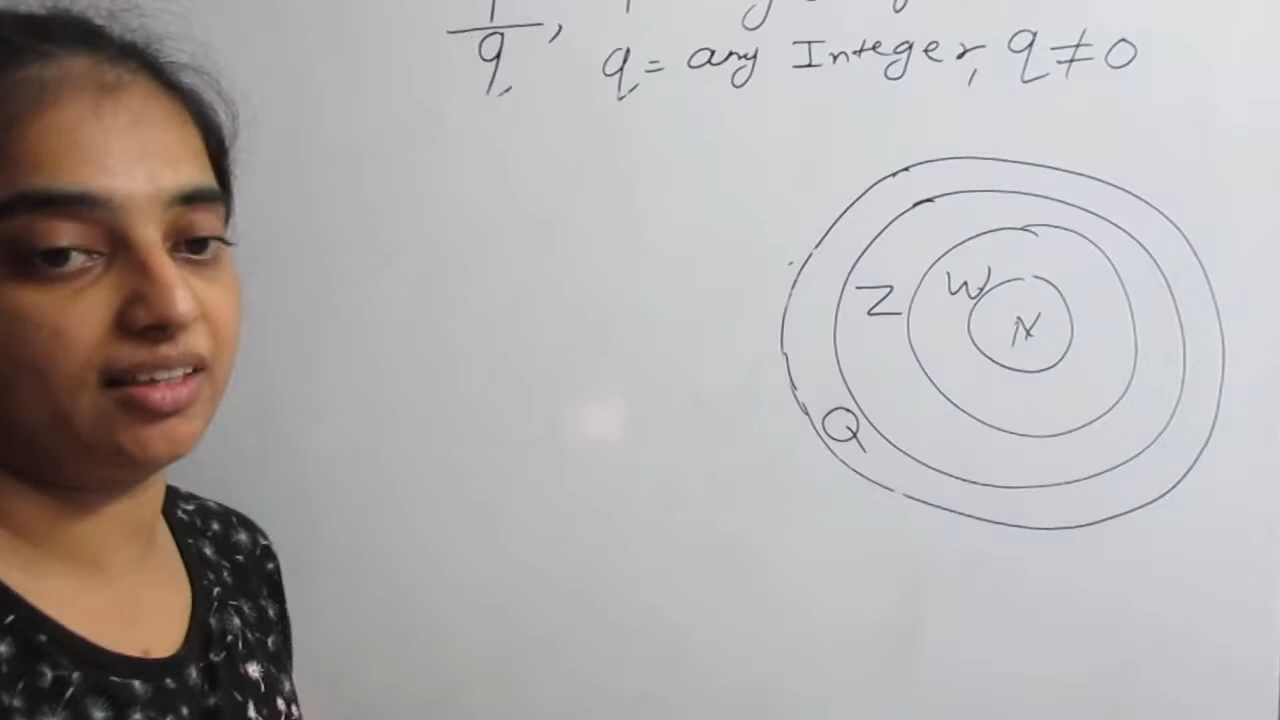 q, q = any Integer, q ≠ 0
W
Z
N
Q